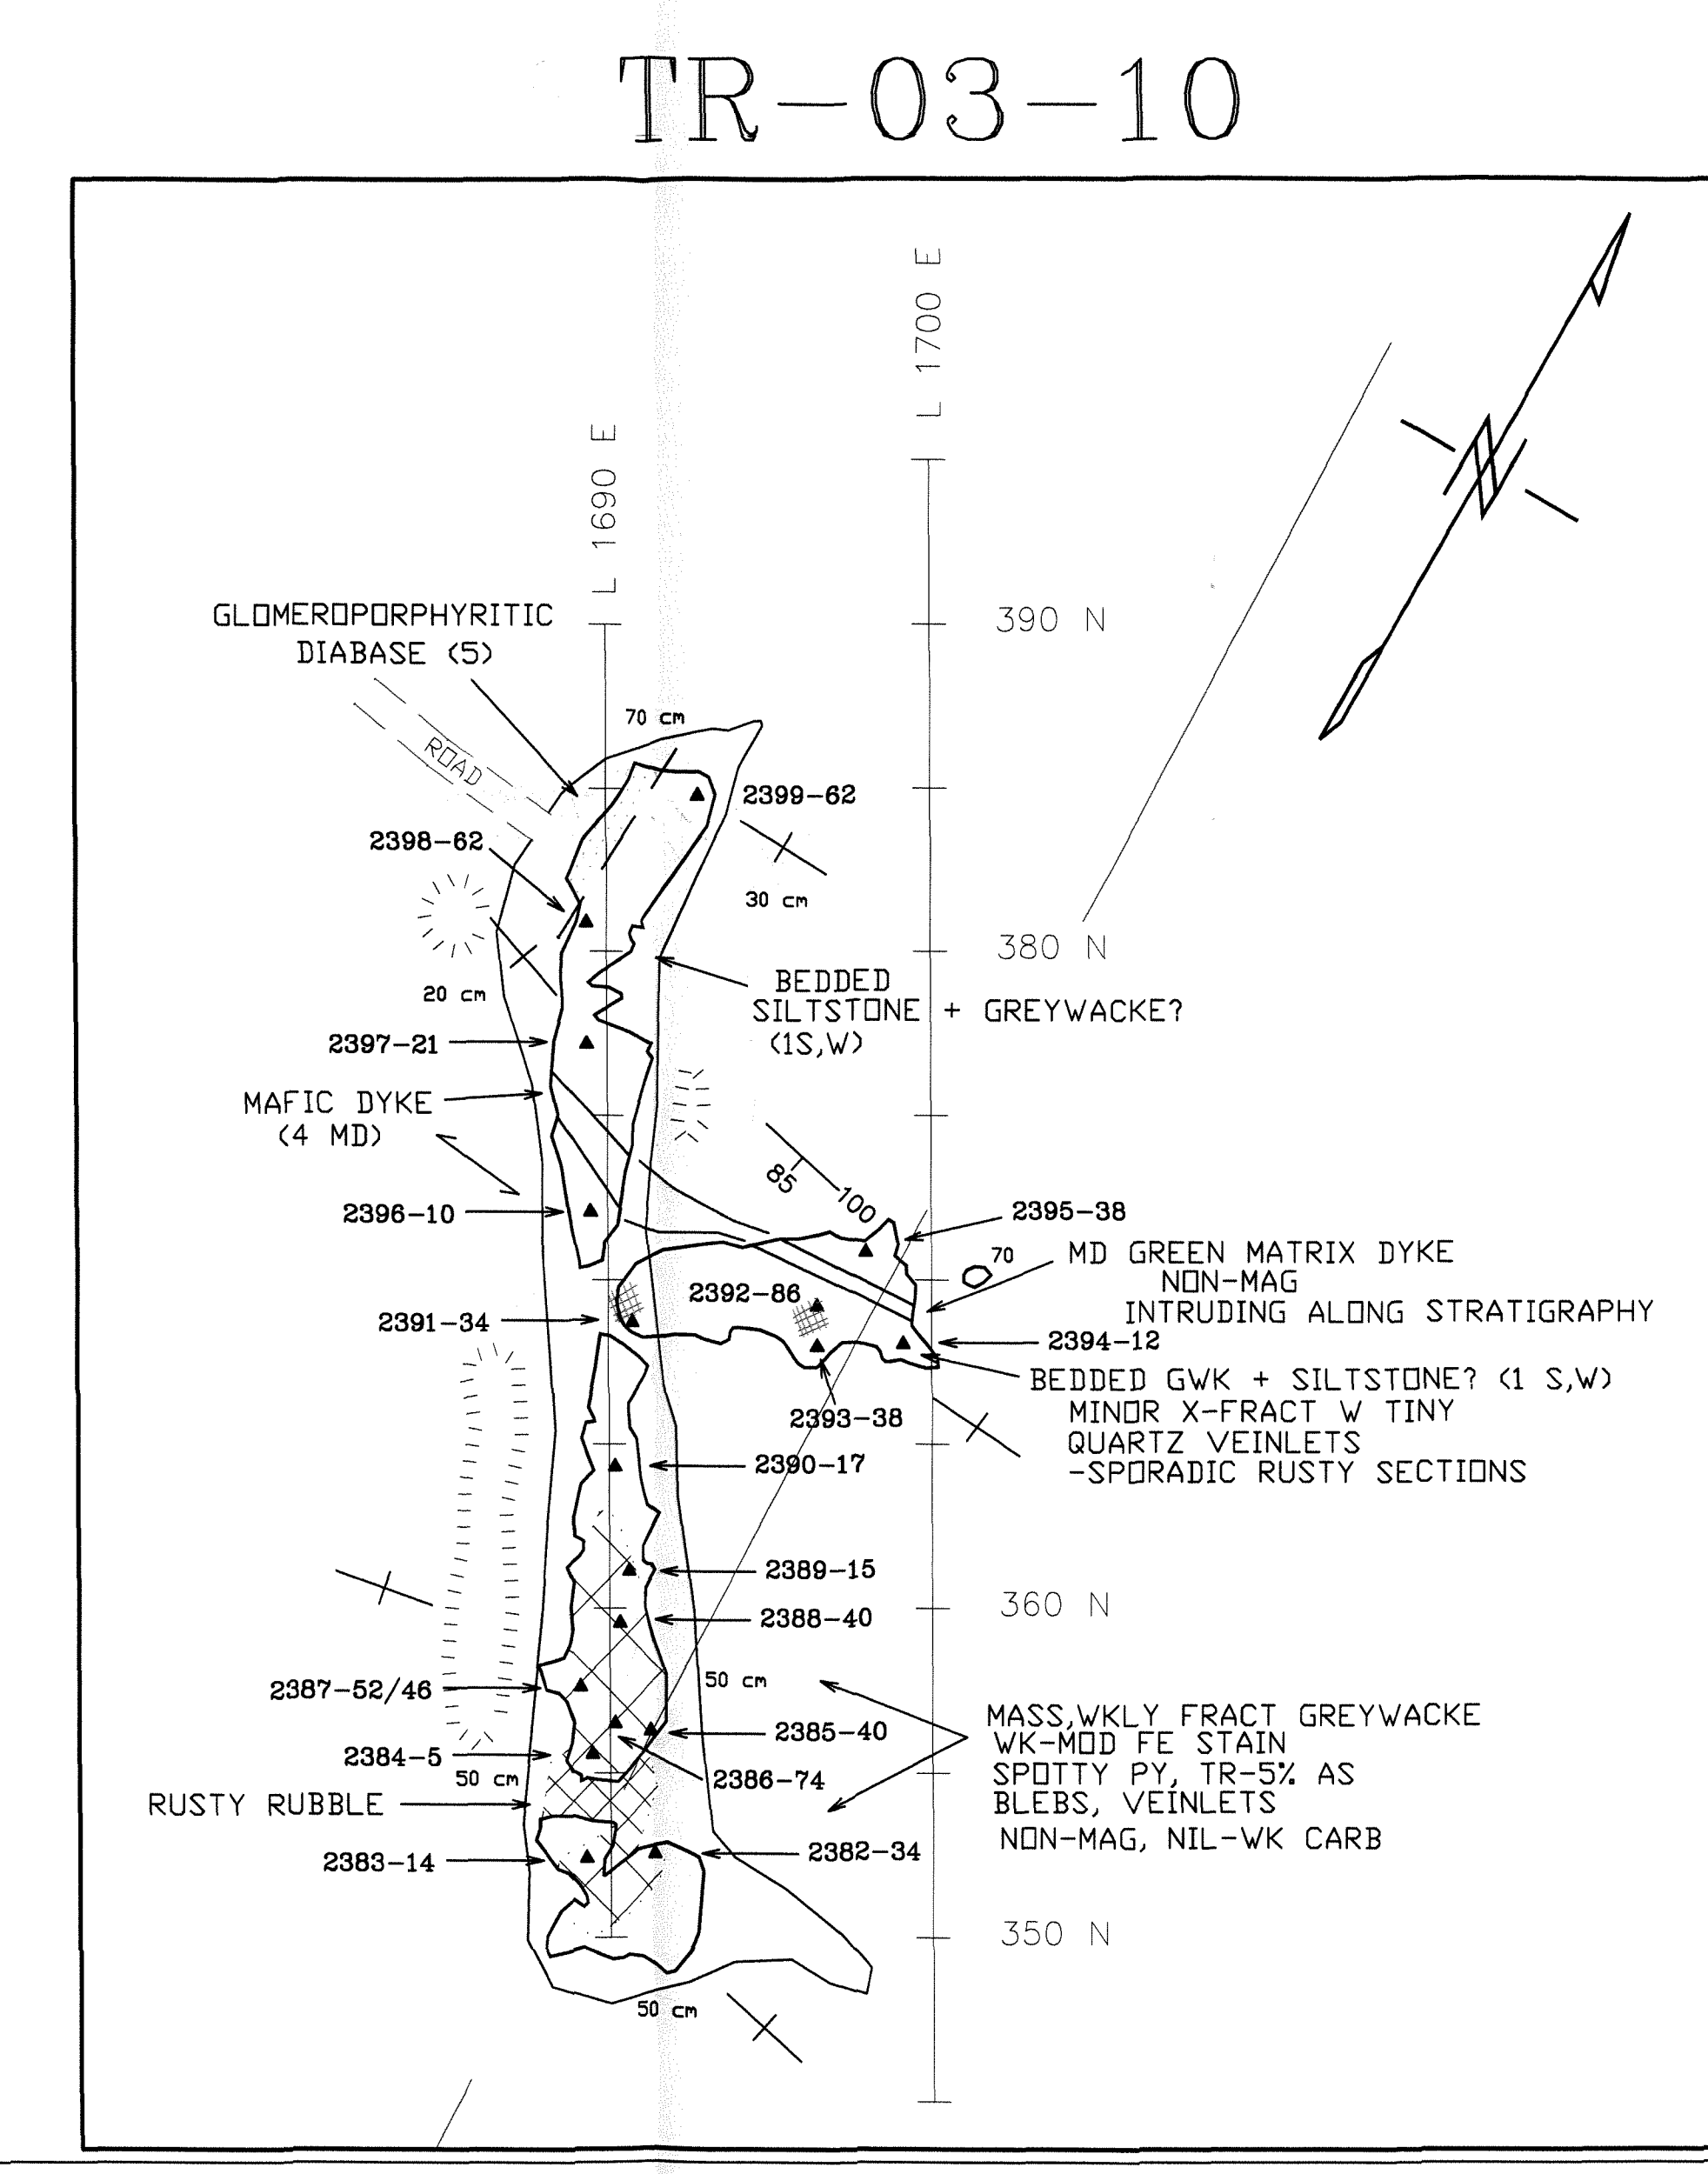 TR-03-10
L 1700 E
L 1690 E
N
GLOMEROPORPHYRITIC
DIABASE (5)
390 N
70 cm
ROAD
2399-62
2398-62
30 cm
380 N
20 cm
BEDDED
SILTSTONE + GREYWACKE?
(1S,W)
2397-21
MAFIC DYKE
(4 MD)
85
100
2396-10
2395-38
70
MD GREEN MATRIX DYKE
NON-MAG
INTRUDING ALONG STRATIGRAPHY
2392-86
2391-34
2394-12
BEDDED GWK + SILTSTONE? (1 S,W)
MINOR X-FRACT W TINY
QUARTZ VEINLETS
-SPORADIC RUSTY SECTIONS
2393-38
2390-17
2389-15
2388-40
360 N
2387-52/46
50 cm
MASS,WKLY FRACT GREYWACKE
WK-MOD FE STAIN
SPOTTY PY, TR-5% AS
BLEBS, VEINLETS
NON-MAG, NIL-WK CARB
2385-40
2384-5
50 cm
2386-74
RUSTY RUBBLE
2383-14
2382-34
350 N
50 cm